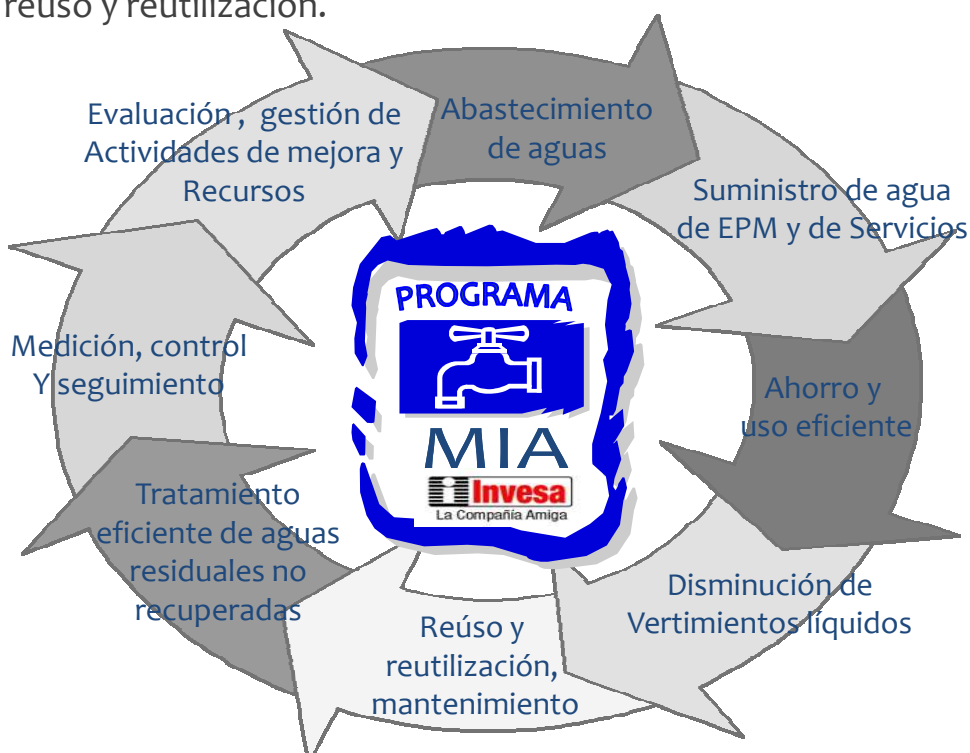 reuso y reutilización.
Abastecimiento
de aguas
Suministro de agua
de EPM y de Servicios
Ahorro y
uso eficiente
Disminución de
Vertimientos líquidos
Reúso y
reutilización,
mantenimiento
Tratamiento
eficiente de aguas
residuales no
recuperadas
Medición, control
Y seguimiento
Evaluación , gestión de
Actividades de mejora y
Recursos
PROGRAMA
MIA
Invesa
La Compañía Amiga